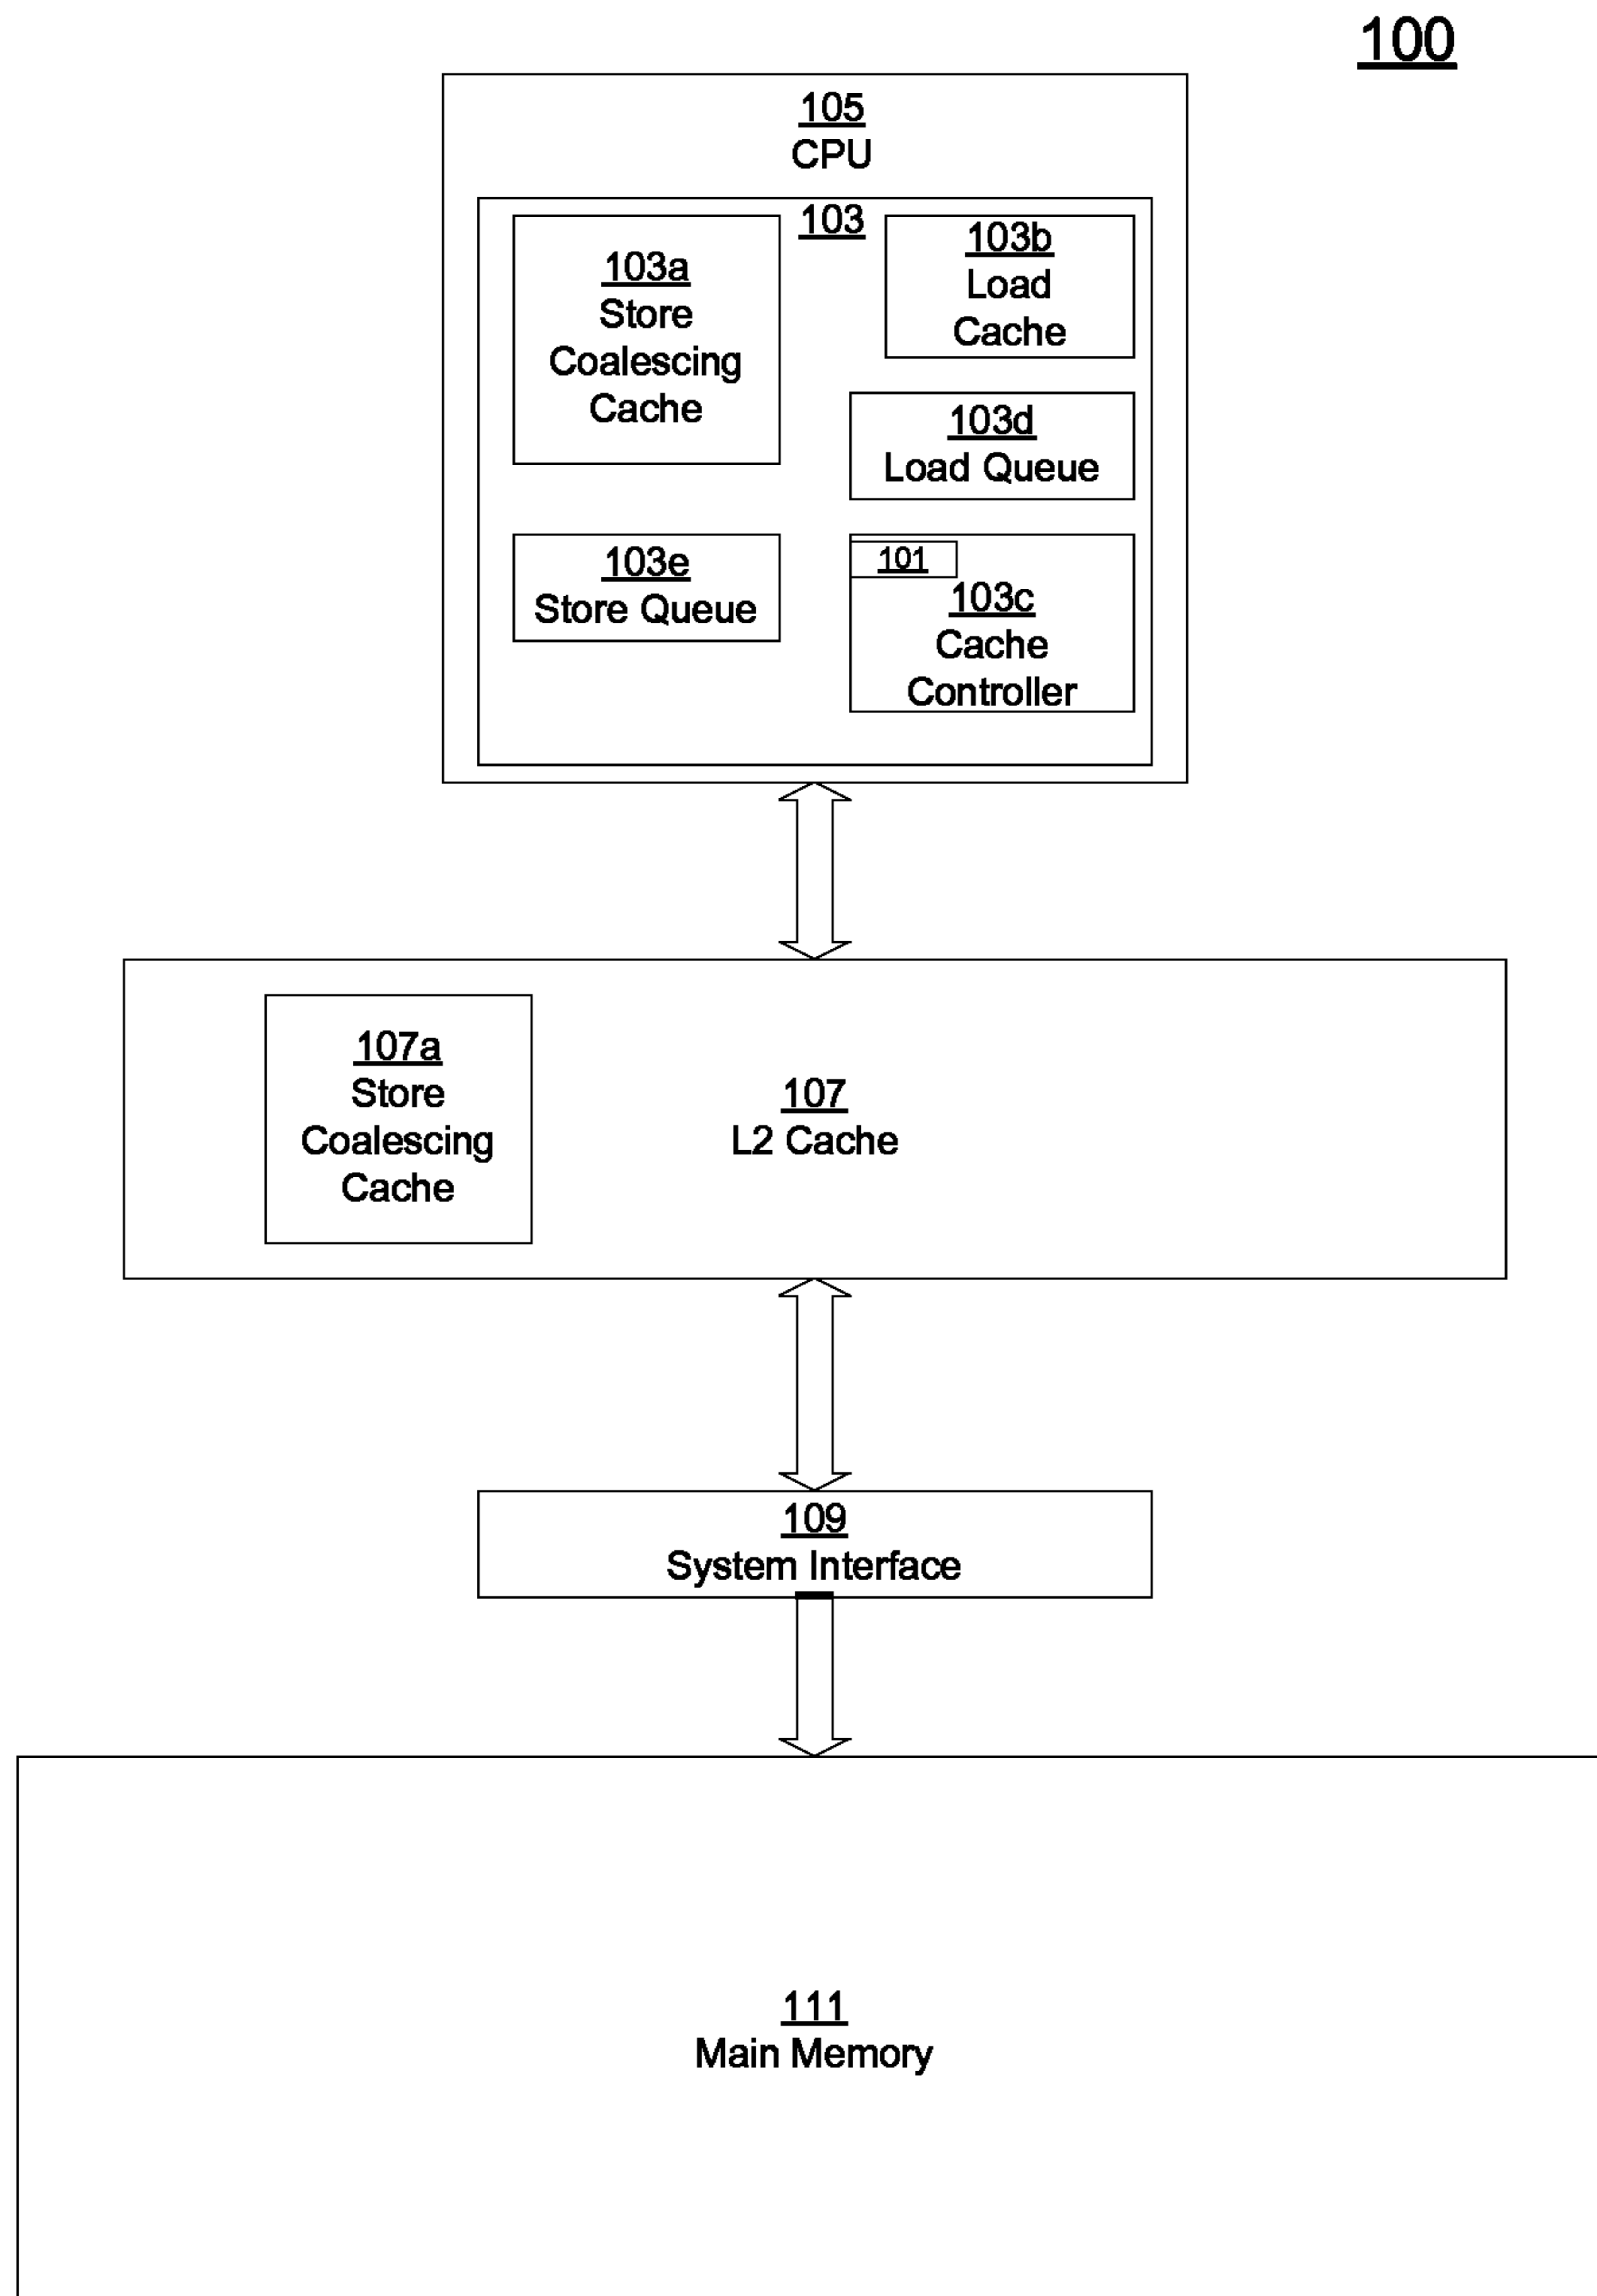 100
105
CPU
103
103a
Store
Coalescing
Cache
103b
Load
Cache
103d
Load Queue
103e
Store Queue
101
103c
Cache
Controller
107a
Store
Coalescing
Cache
107
L2 Cache
109
System Interface
111
Main Memory